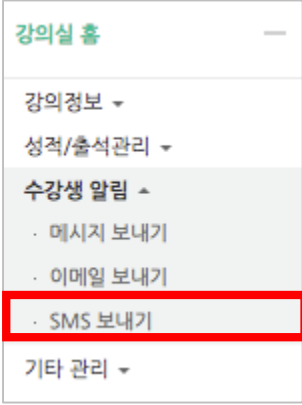 강의실 홈
강의정보
성적/출석관리
수강생 알림
· 메시지 보내기
· 이메일 보내기
· SMS 보내기
기타 관리